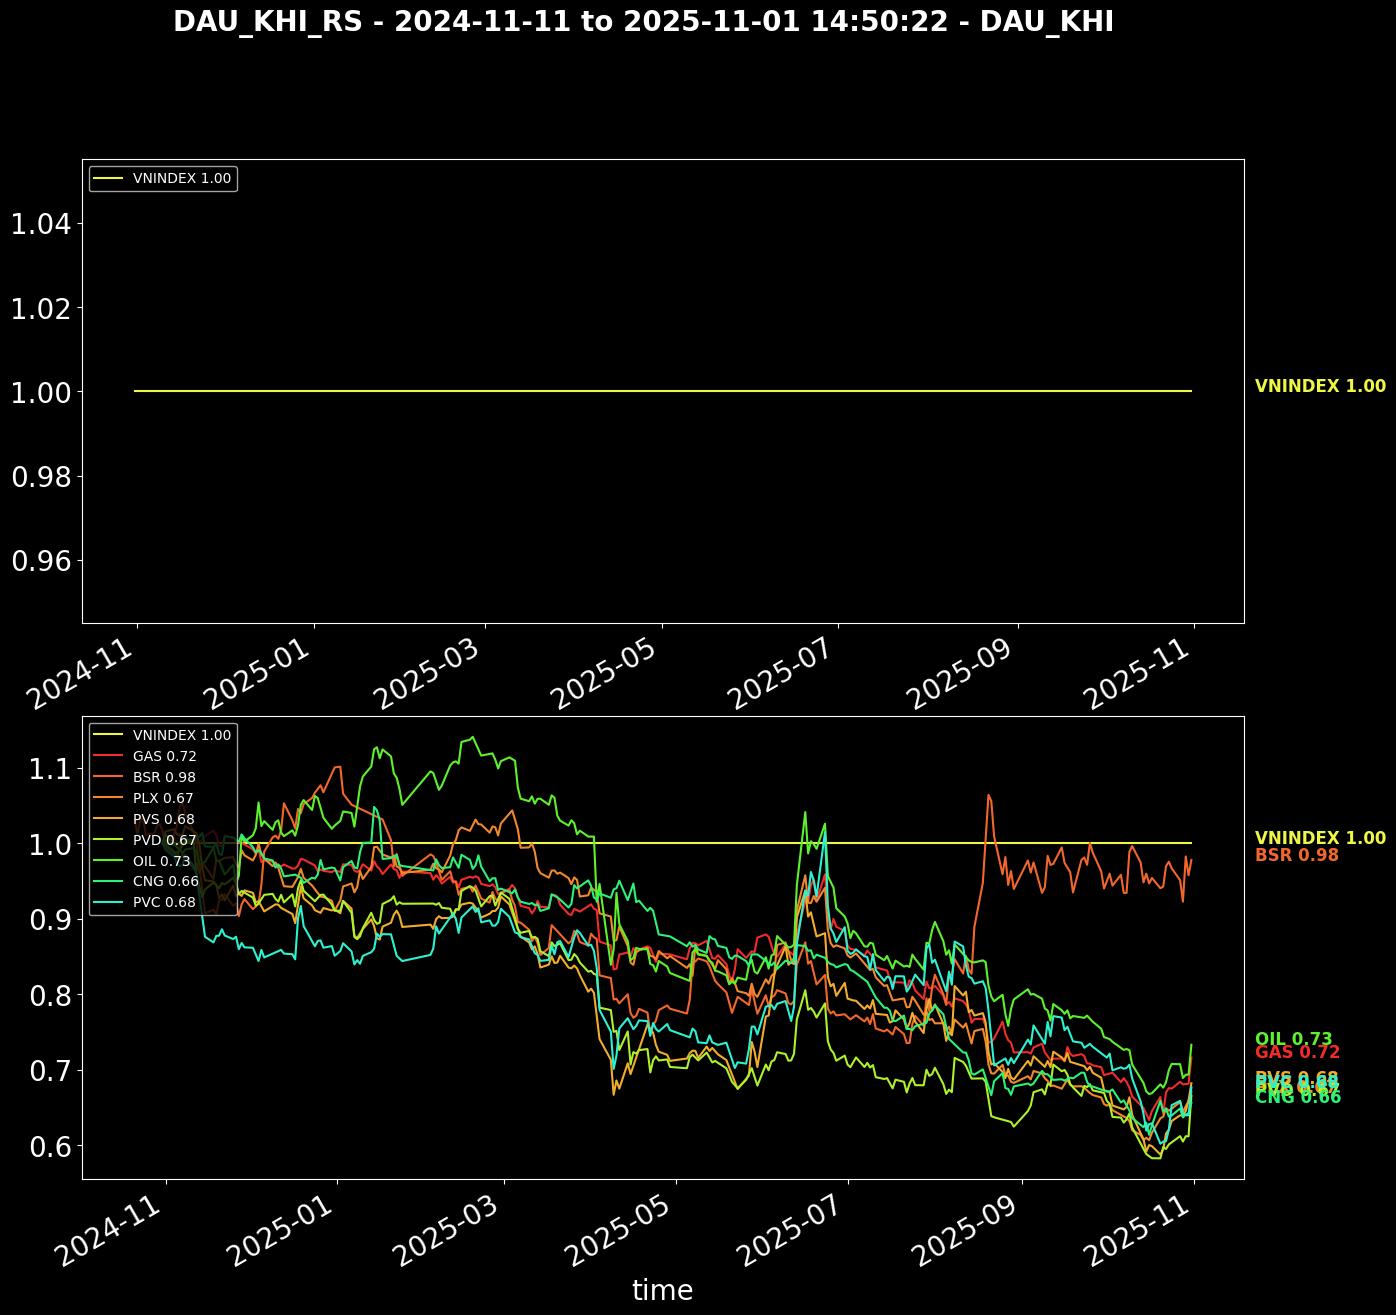 DAU_KHI_RS - 2024-11-11 to 2025-11-01 14:50:22 - DAU_KHI
VNINDEX 1.00
1.04
1.02
1.00
0.98
0.96
VNINDEX 1.00
2024-11
2025-01
2025-03
2025-05
2025-07
2025-09
2025-11
VNINDEX 1.00
GAS 0.72
BSR 0.98
PLX 0.67
PVS 0.68
PVD 0.67
OIL 0.73
CNG 0.66
PVC 0.68
1.1
1.0
0.9
0.8
0.7
0.6
VNINDEX 1.00
BSR 0.98
OIL 0.73
GAS 0.72
PVS 0.68
CNG 0.66
2024-11
2025-01
2025-03
2025-05
2025-07
2025-09
2025-11
time